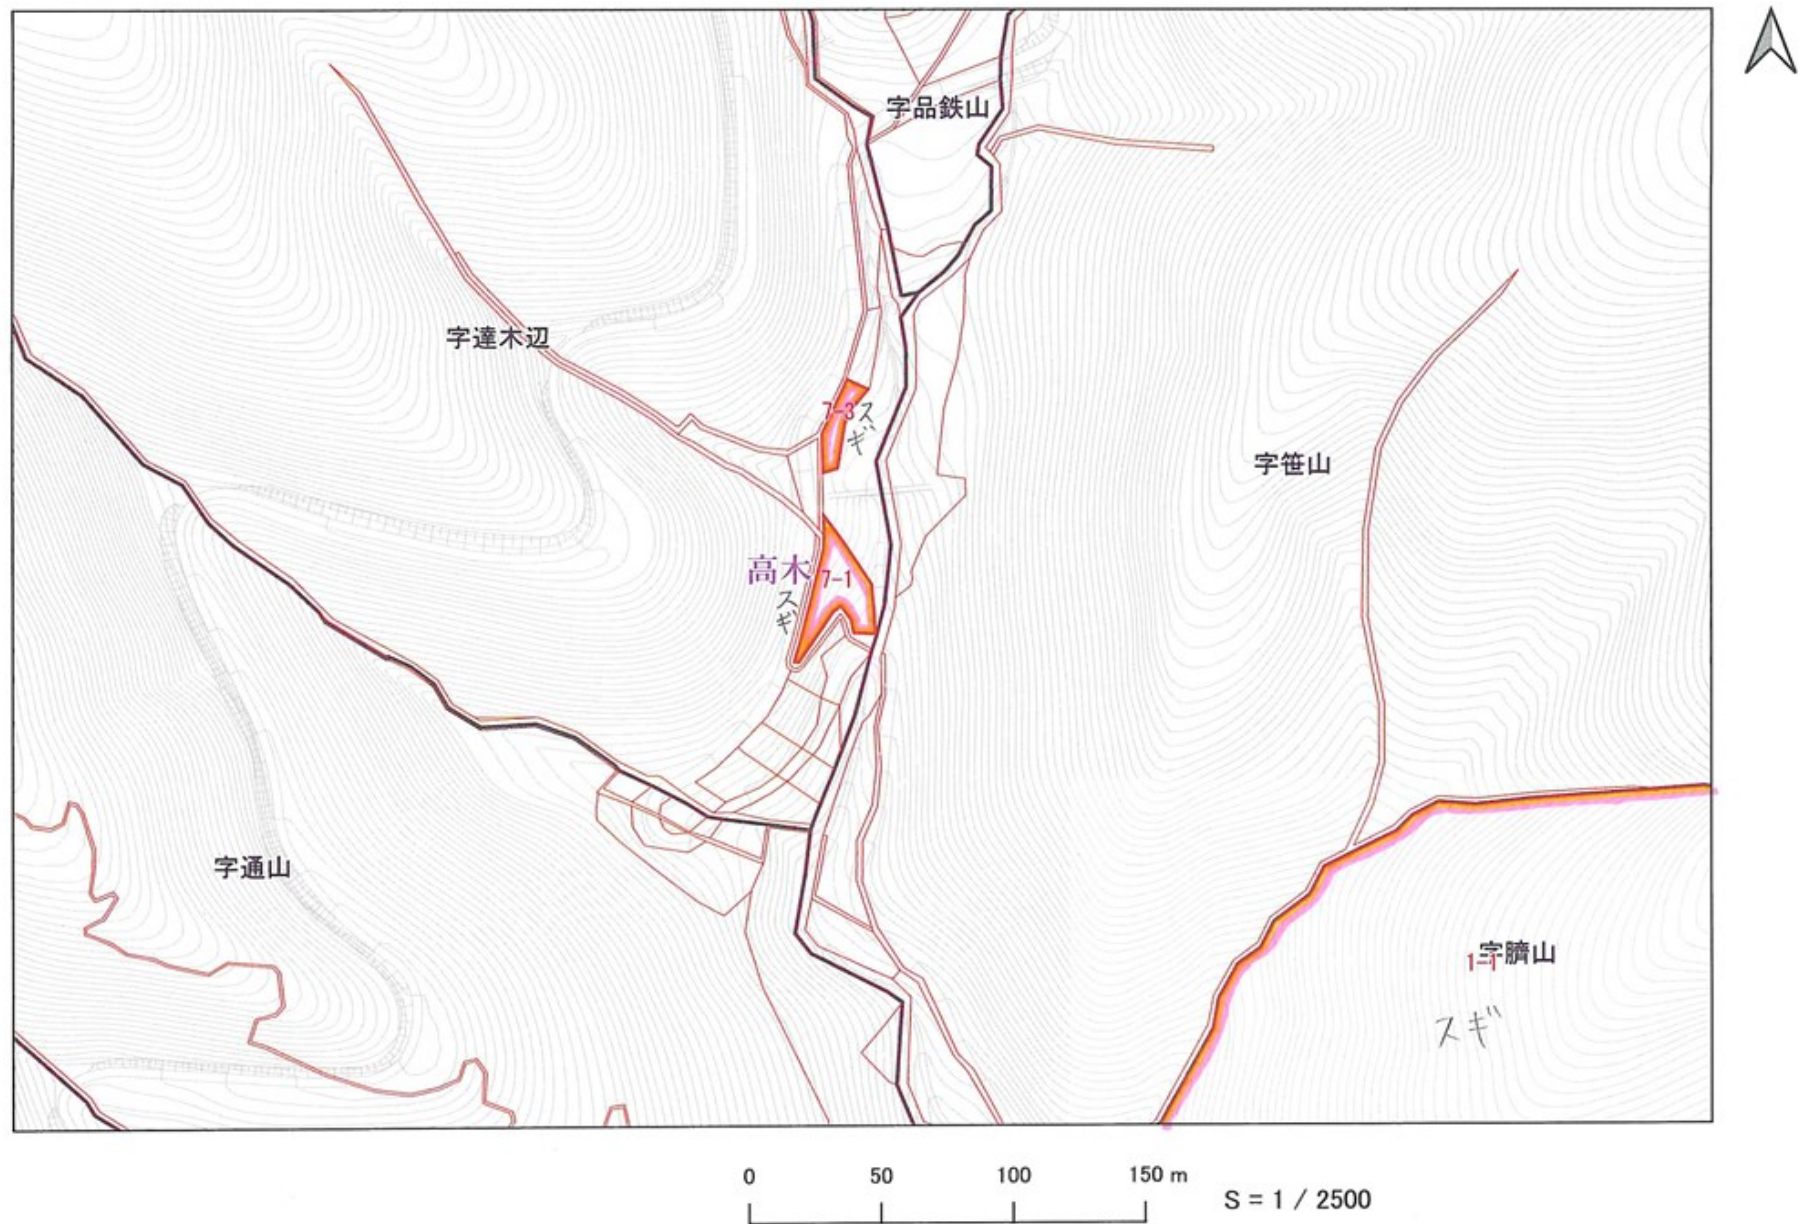 字品鉄山
字達木辺
7-3
スギ
字笹山
高木
7-1
スギ
字通山
字臍山
1-1
スギ
0 50 100 150 m
S = 1 / 2500